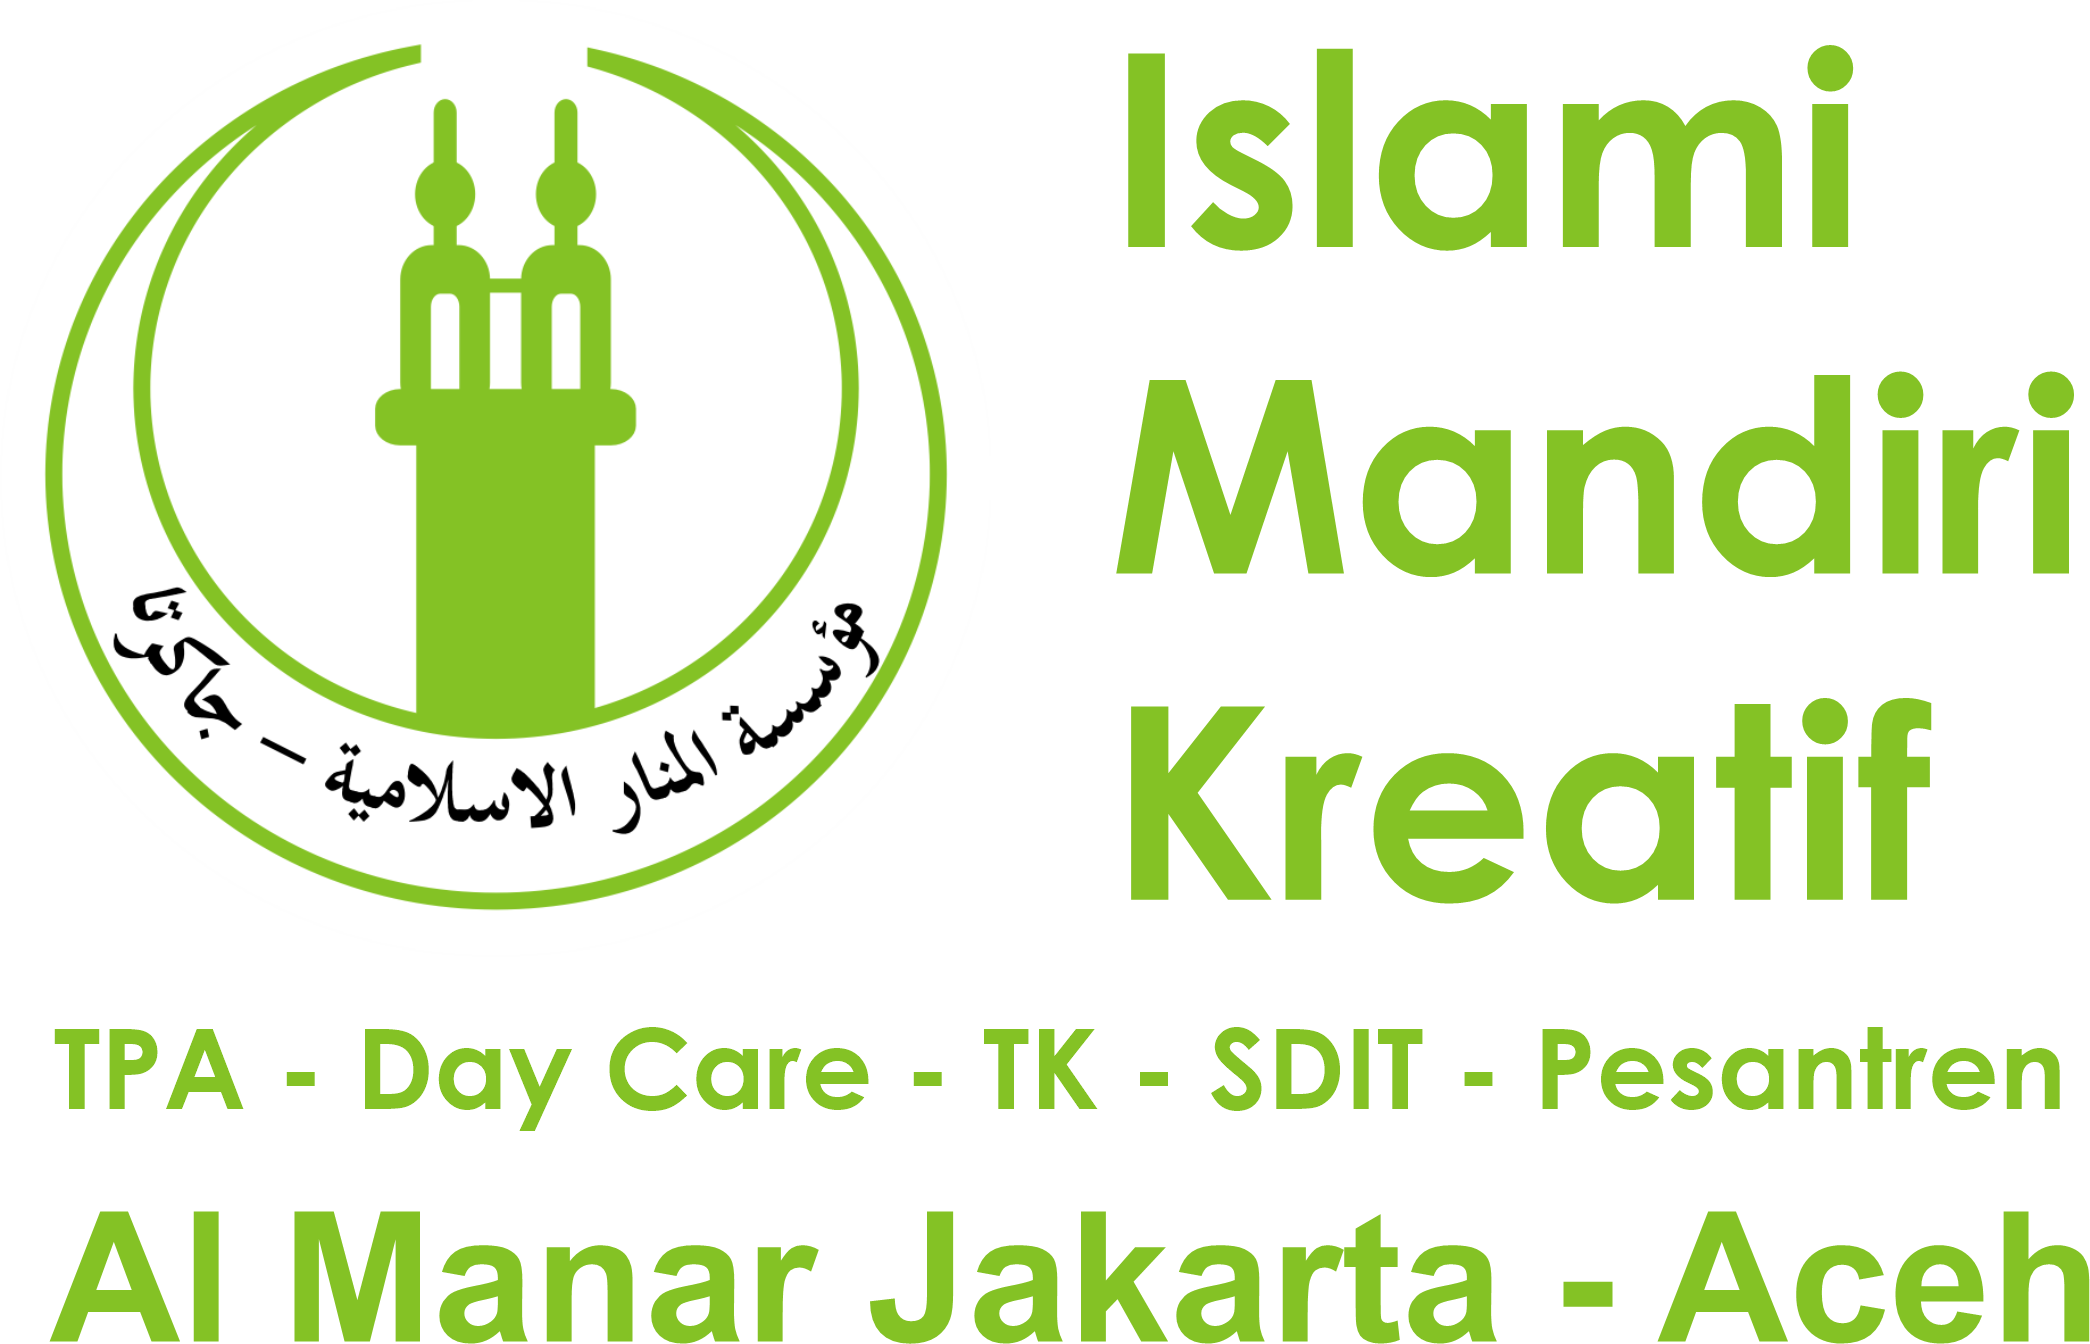 مؤسسة المنار الاسلامية - جاكرتا
Islami
Mandiri
Kreatif
TPA - Day Care - TK - SDIT - Pesantren
Al Manar Jakarta - Aceh